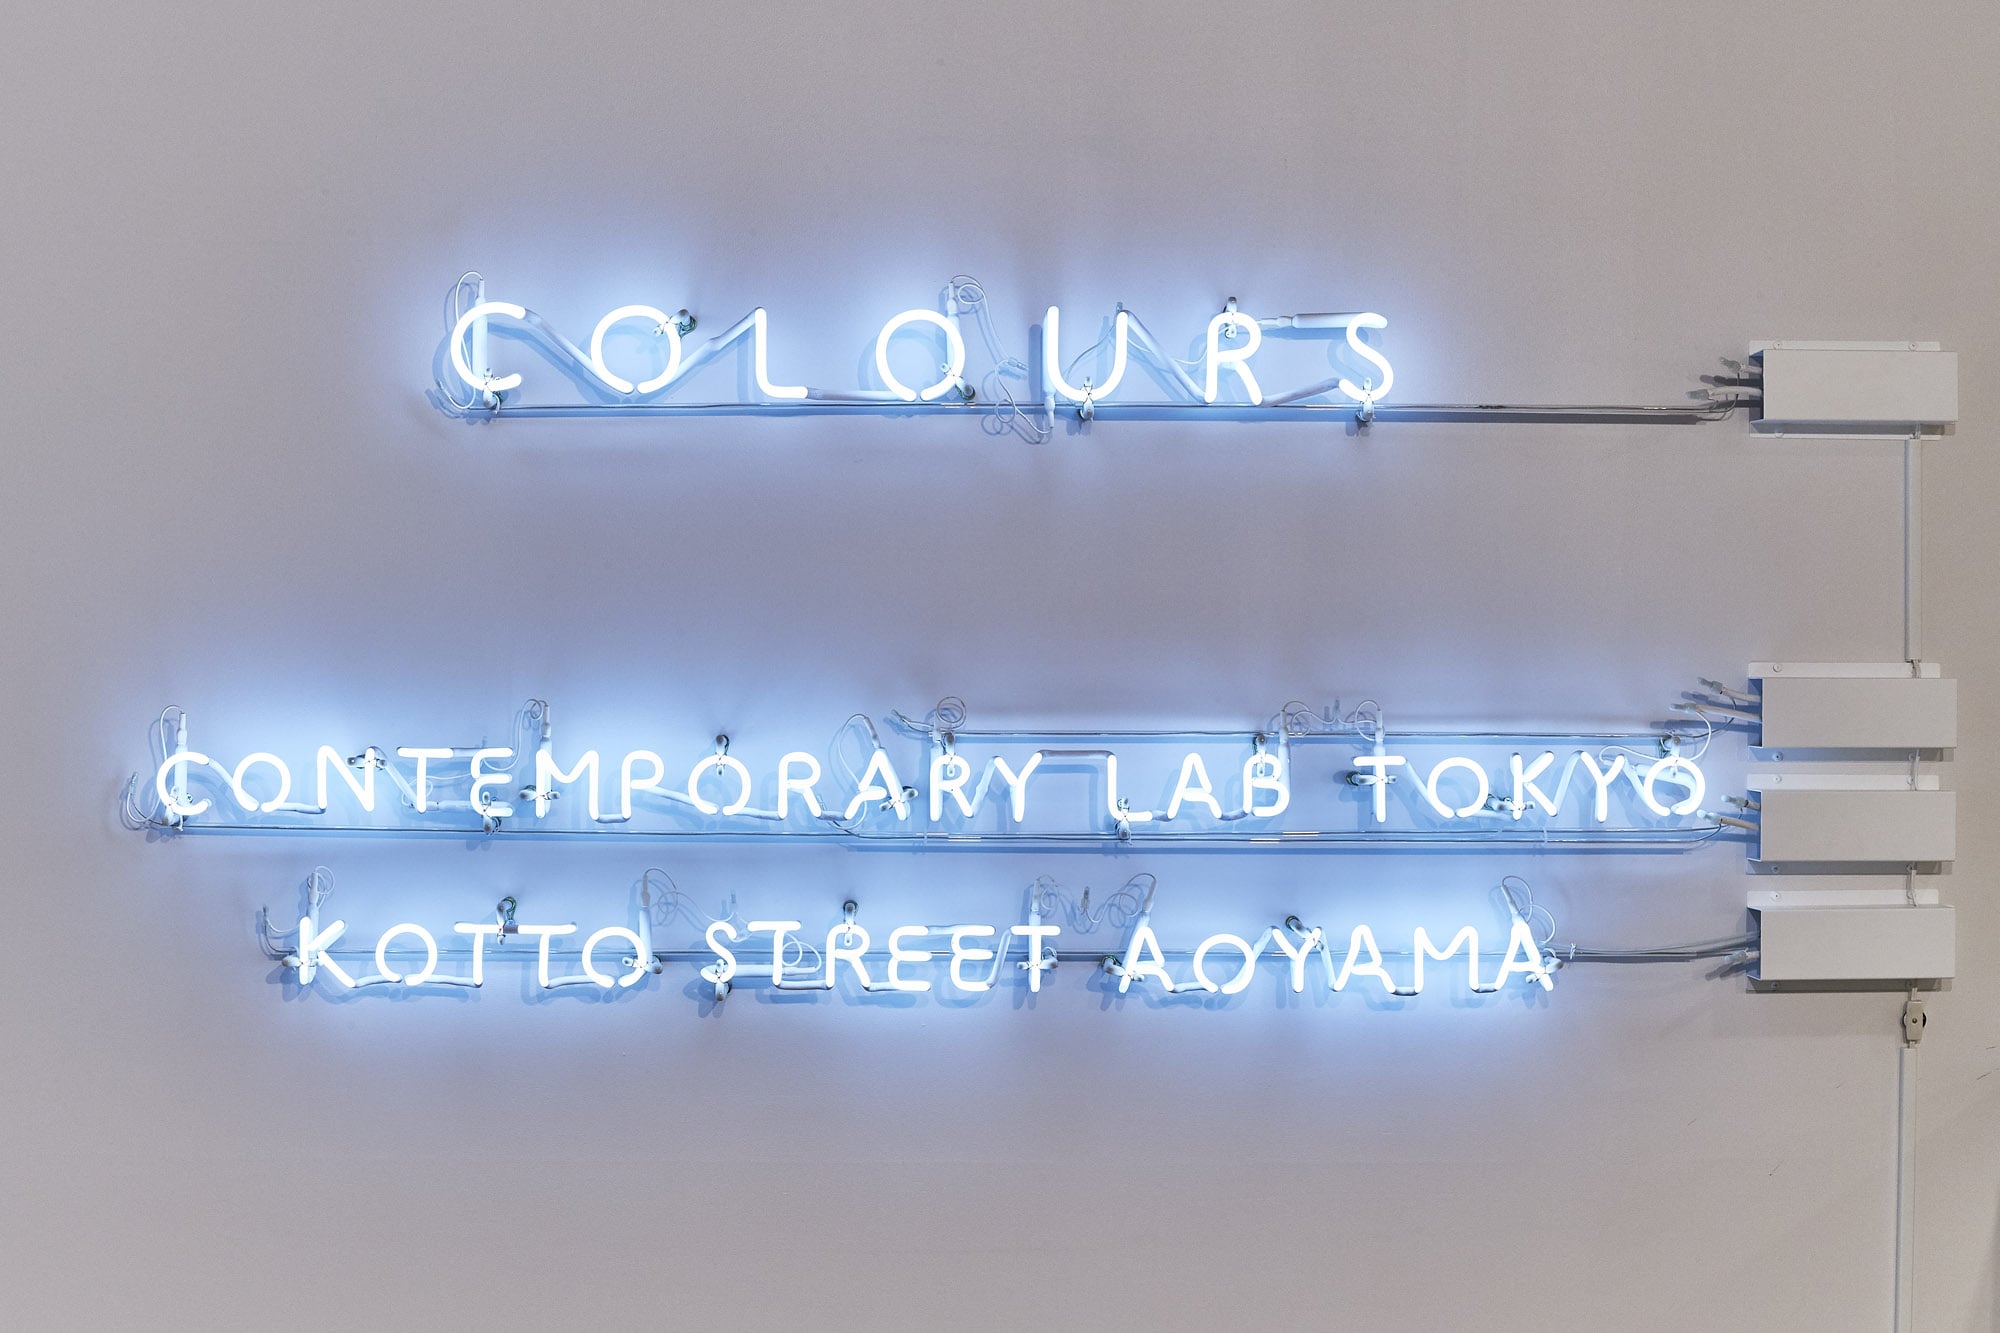 COLOURS
CONTEMPORARY LAB TOKYO
KOTTO STREET AOYAMA